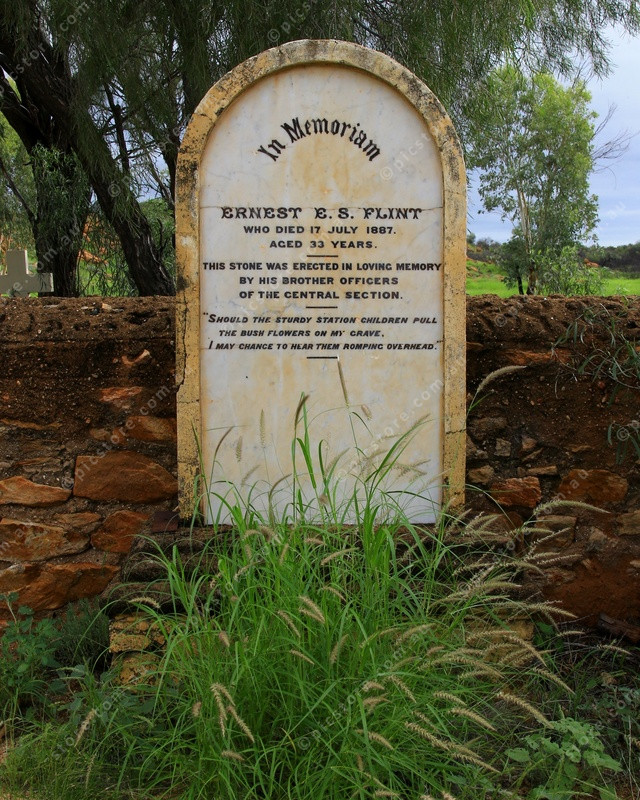 In Memoriam
ERNEST E. S. FLINT
WHO DIED 17 JULY 1887.
AGED 33 YEARS.
THIS STONE WAS ERECTED IN LOVING MEMORY
BY HIS BROTHER OFFICERS
OF THE CENTRAL SECTION.
"SHOULD THE STURDY STATION CHILDREN PULL
THE BUSH FLOWERS ON MY GRAVE,
I MAY CHANCE TO HEAR THEM ROMPING OVERHEAD."